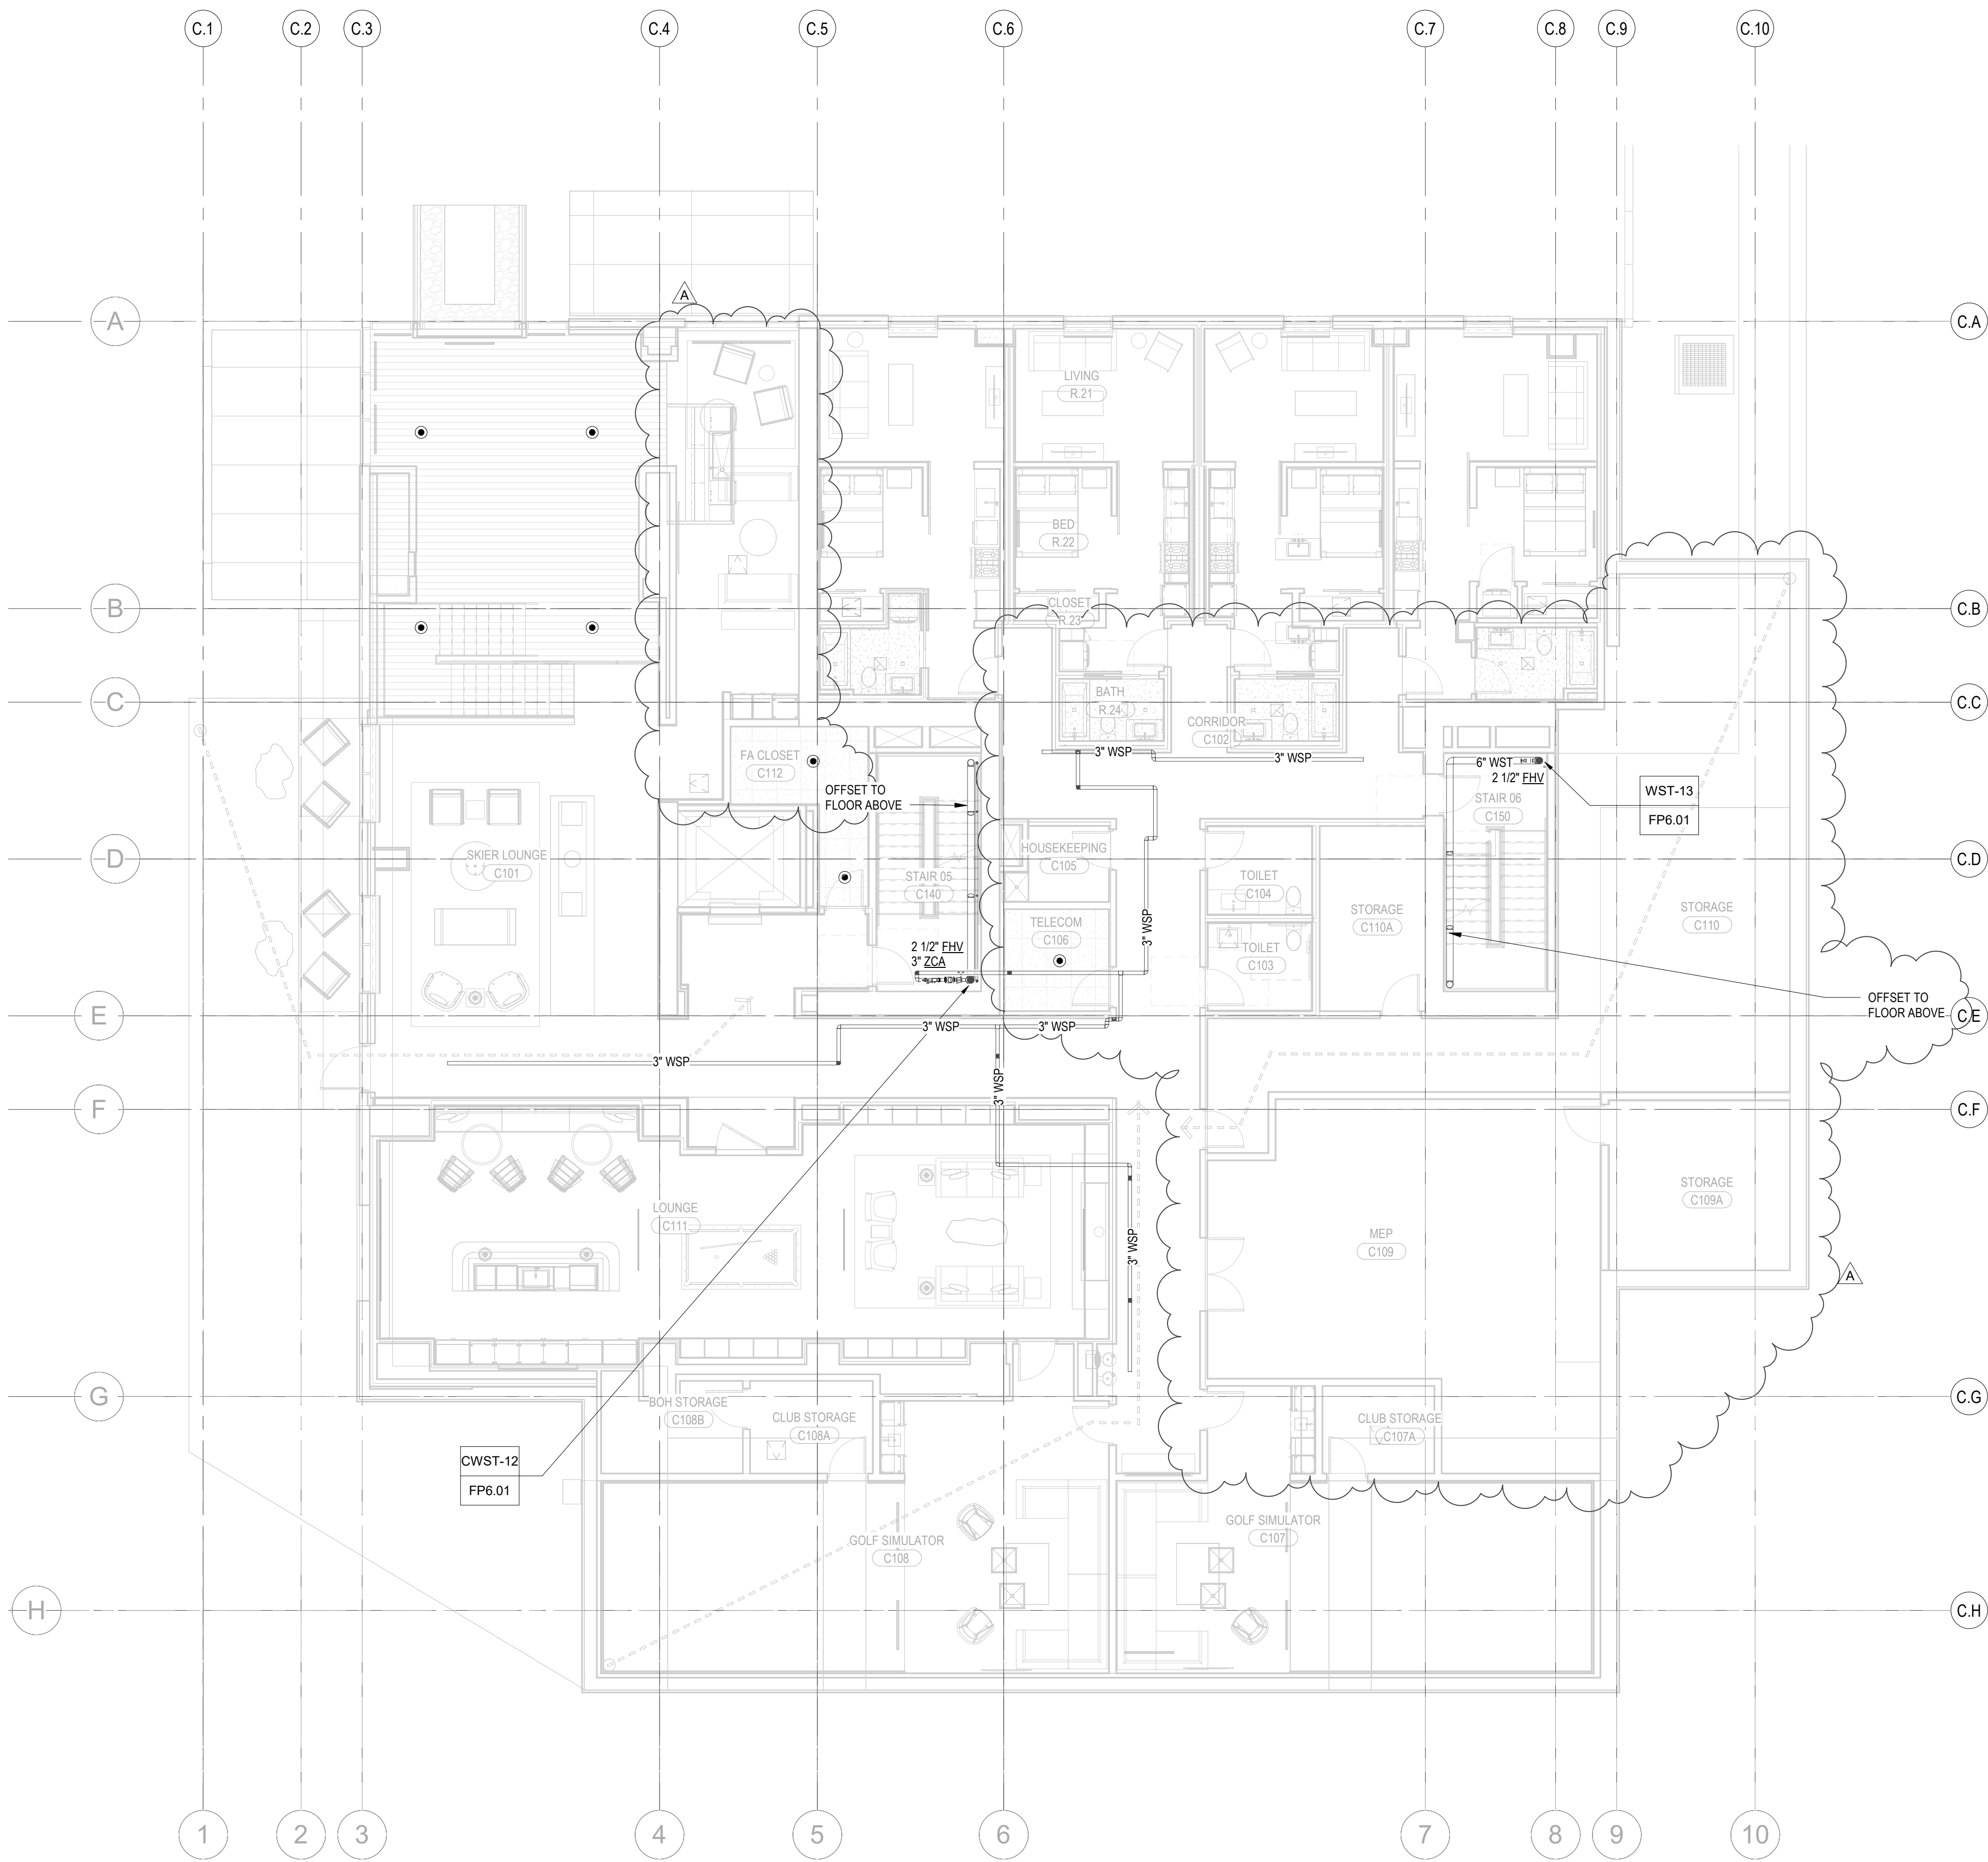 C.1
C.2
C.3
C.4
C.5
C.6
C.7
C.8
C.9
C.10
A
A
C.A
LIVING
R.21
BED
R.22
CLOSET
R.23
B
C.B
C
C.C
BATH
R.24
CORRIDOR
C102
3" WSP
3" WSP
FA CLOSET
C112
OFFSET TO
FLOOR ABOVE
6" WST
2 1/2" FHV
STAIR 06
C150
WST-13
FP6.01
D
C.D
SKIER LOUNGE
C101
STAIR 05
C140
HOUSEKEEPING
C105
TOILET
C104
STORAGE
C110A
STORAGE
C110
TELECOM
C106
3" WSP
TOILET
C103
2 1/2" FHV
3" ZCA
OFFSET TO
FLOOR ABOVE
E
C.E
3" WSP
3" WSP
3" WSP
3" WSP
F
C.F
LOUNGE
C111
3" WSP
MEP
C109
STORAGE
C109A
A
G
C.G
BOH STORAGE
C108B
CLUB STORAGE
C108A
CLUB STORAGE
C107A
CWST-12
FP6.01
GOLF SIMULATOR
C108
GOLF SIMULATOR
C107
H
C.H
1
2
3
4
5
6
7
8
9
10